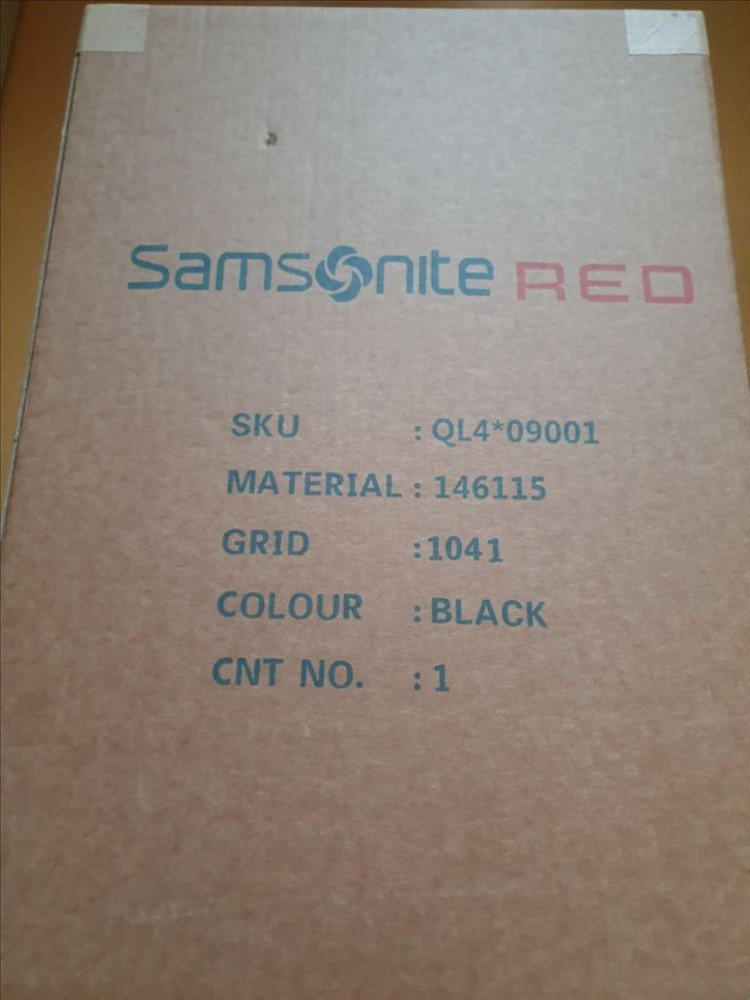 Samsonite RED
SKU : QL4*09001
MATERIAL : 146115
GRID :1041
COLOUR :BLACK
CNT NO. :1